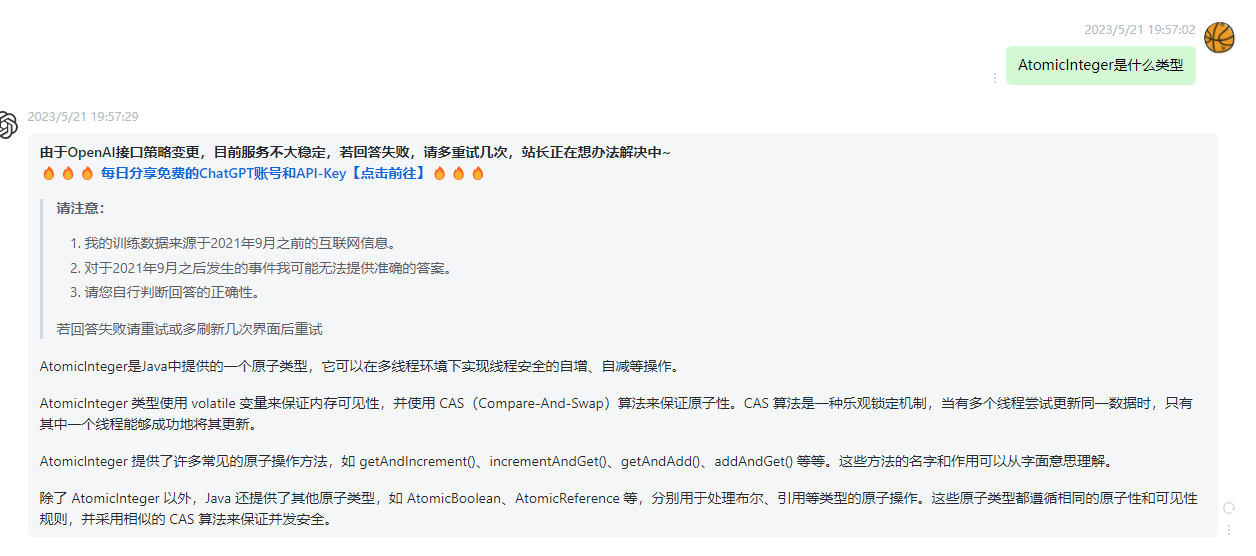 2023/5/21 19:57:02
AtomicInteger是什么类型
2023/5/21 19:57:29
由于OpenAI接口策略变更，目前服务不大稳定，若回答失败，请多重试几次，站长正在想办法解决中~
🔥 🔥 🔥 每日分享免费的ChatGPT账号和API-Key【点击前往】🔥 🔥 🔥
请注意：
1. 我的训练数据来源于2021年9月之前的互联网信息。
2. 对于2021年9月之后发生的事件我可能无法提供准确的答案。
3. 请您自行判断回答的正确性。
若回答失败请重试或多刷新几次界面后重试
AtomicInteger是Java中提供的一个原子类型，它可以在多线程环境下实现线程安全的自增、自减等操作。
AtomicInteger 类型使用 volatile 变量来保证内存可见性，并使用 CAS（Compare-And-Swap）算法来保证原子性。CAS 算法是一种乐观锁定机制，当有多个线程尝试更新同一数据时，只有
其中一个线程能够成功地将其更新。
AtomicInteger 提供了许多常见的原子操作方法，如 getAndIncrement()、incrementAndGet()、getAndAdd()、addAndGet() 等等。这些方法的名字和作用可以从字面意思理解。
除了 AtomicInteger 以外，Java 还提供了其他原子类型，如 AtomicBoolean、AtomicReference 等，分别用于处理布尔、引用等类型的原子操作。这些原子类型都遵循相同的原子性和可见性
规则，并采用相似的 CAS 算法来保证并发安全。